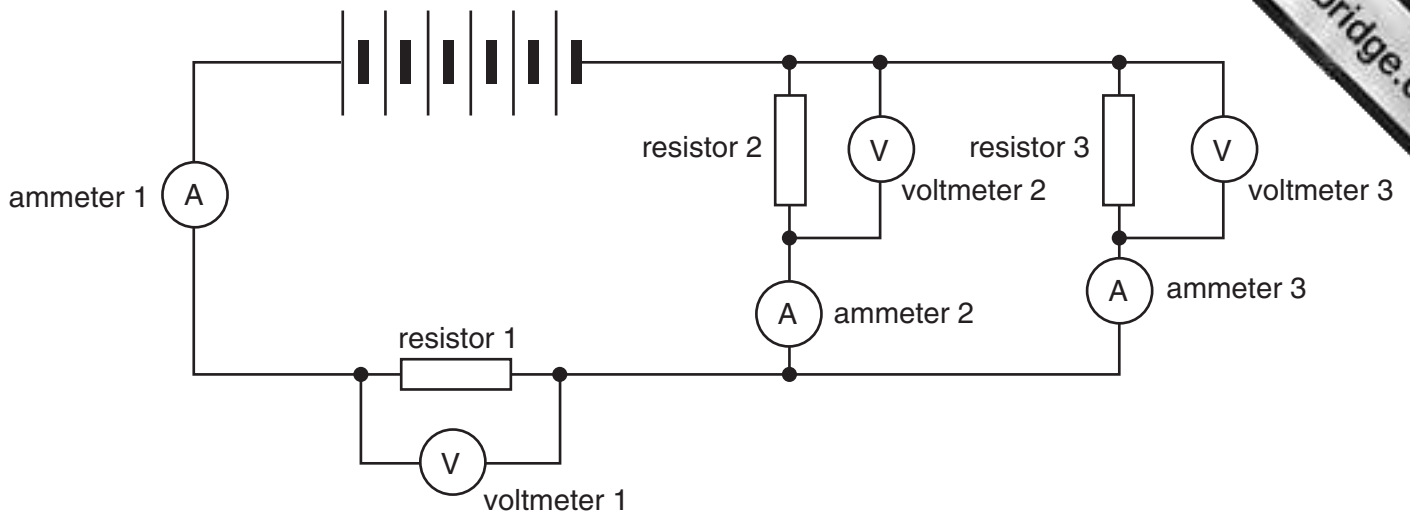 resistor 2
V
voltmeter 2
resistor 3
V
voltmeter 3
ammeter 1
A
A
ammeter 2
A
ammeter 3
resistor 1
V
voltmeter 1